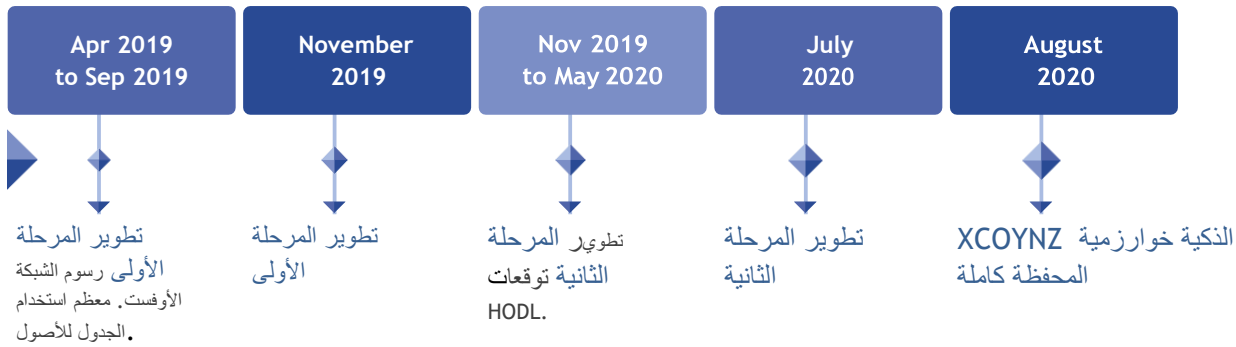 Apr 2019
to Sep 2019
November
2019
Nov 2019
to May 2020
July
2020
August
2020
تطوير المرحلة
الأولى رسوم الشبكة
الأوفست. معظم استخدام
الجدول للأصول.
تطوير المرحلة
الأولى
تطوير المرحلة
الثانية توقعات
HODL.
تطوير المرحلة
الثانية
الذكية خوارزمية XCOYNZ
المحفظة كاملة